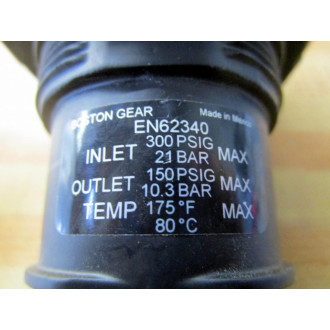 BOSTON GEAR Made in Mexico
EN62340
INLET 300 PSIG 21 BAR MAX
OUTLET 150 PSIG 10.3 BAR MAX
TEMP 175 °F 80 °C MAX